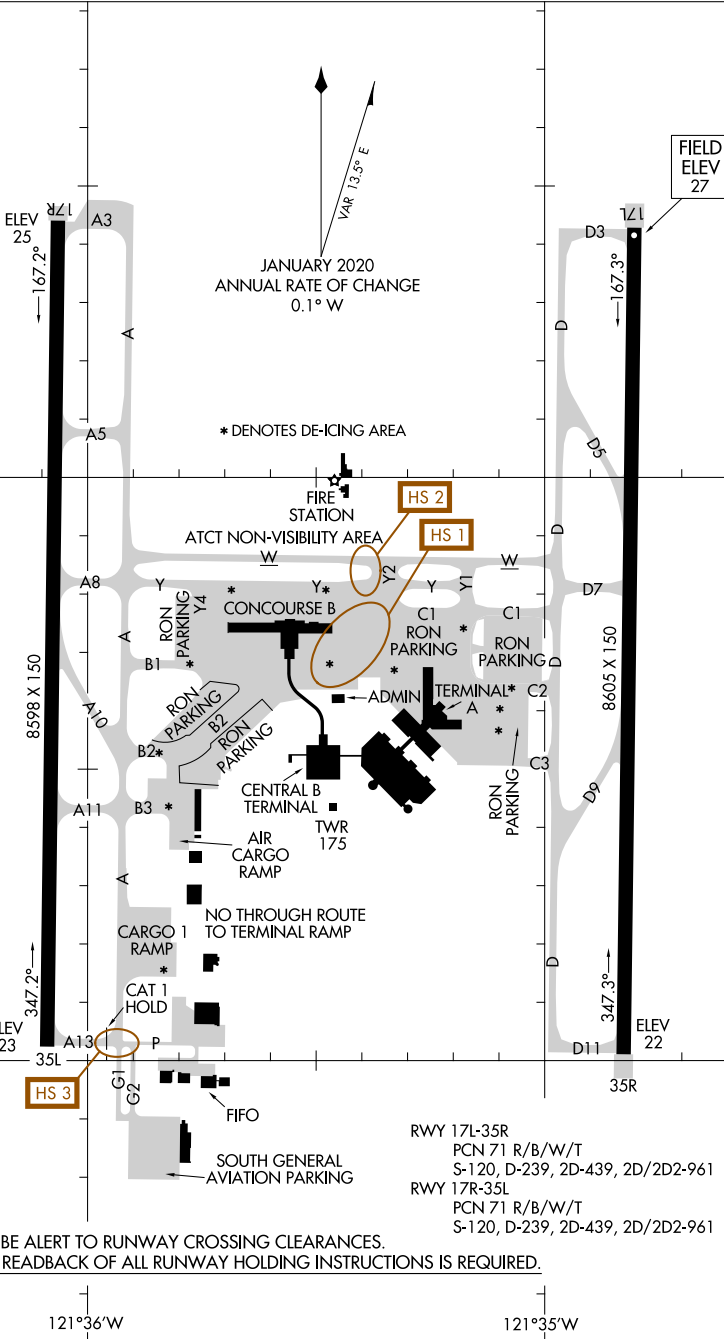 VAR 13.5° E
FIELD
ELEV
27
17R
ELEV
25
A3
D3
17L
167.2°
167.3°
JANUARY 2020
ANNUAL RATE OF CHANGE
0.1° W
A
D
* DENOTES DE-ICING AREA
A5
D5
FIRE
STATION
HS 2
HS 1
ATCT NON-VISIBILITY AREA
D
W
W
A8
Y
Y
Y2
Y
Y1
D7
Y4
CONCOURSE B
RON
PARKING
C1
C1
A
RON
PARKING
RON
PARKING
D
B1
8598 X 150
8605 X 150
ADMIN
TERMINAL
A
C2
RON
PARKING
A10
B2
RON
PARKING
B2
C3
RON
PARKING
CENTRAL B
TERMINAL
D9
A11
B3
TWR
175
AIR
CARGO
RAMP
A
NO THROUGH ROUTE
TO TERMINAL RAMP
CARGO 1
RAMP
D
347.2°
347.3°
CAT 1
HOLD
ELEV
23
A13
P
ELEV
22
D11
35L
35R
HS 3
G1
G2
FIFO
SOUTH GENERAL
AVIATION PARKING
RWY 17L-35R
PCN 71 R/B/W/T
S-120, D-239, 2D-439, 2D/2D2-961
RWY 17R-35L
PCN 71 R/B/W/T
S-120, D-239, 2D-439, 2D/2D2-961
BE ALERT TO RUNWAY CROSSING CLEARANCES.
READBACK OF ALL RUNWAY HOLDING INSTRUCTIONS IS REQUIRED.
121°36'W
121°35'W